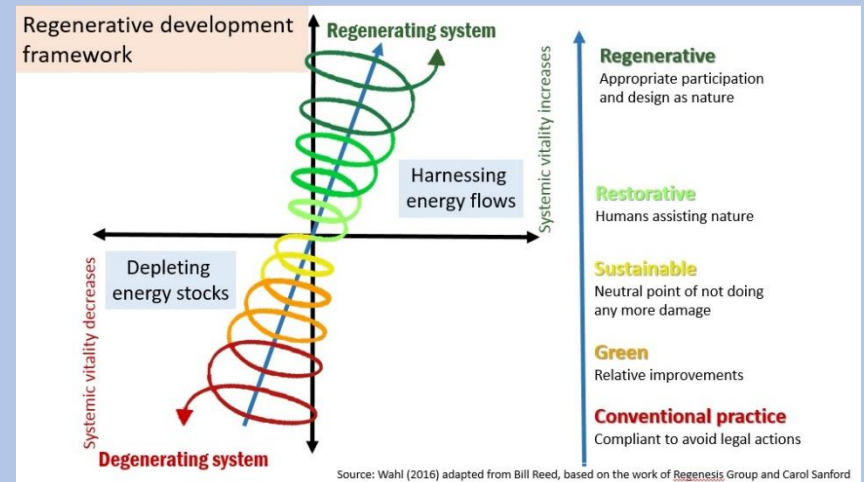 Regenerative development
framework
Regenerating system
Systemic vitality increases
Harnessing
energy flows
Depleting
energy stocks
Systemic vitality decreases
Degenerating system
Regenerative
Appropriate participation
and design as nature
Restorative
Humans assisting nature
Sustainable
Neutral point of not doing
any more damage
Green
Relative improvements
Conventional practice
Compliant to avoid legal actions
Source: Wahl (2016) adapted from Bill Reed, based on the work of Regenesis Group and Carol Sanford